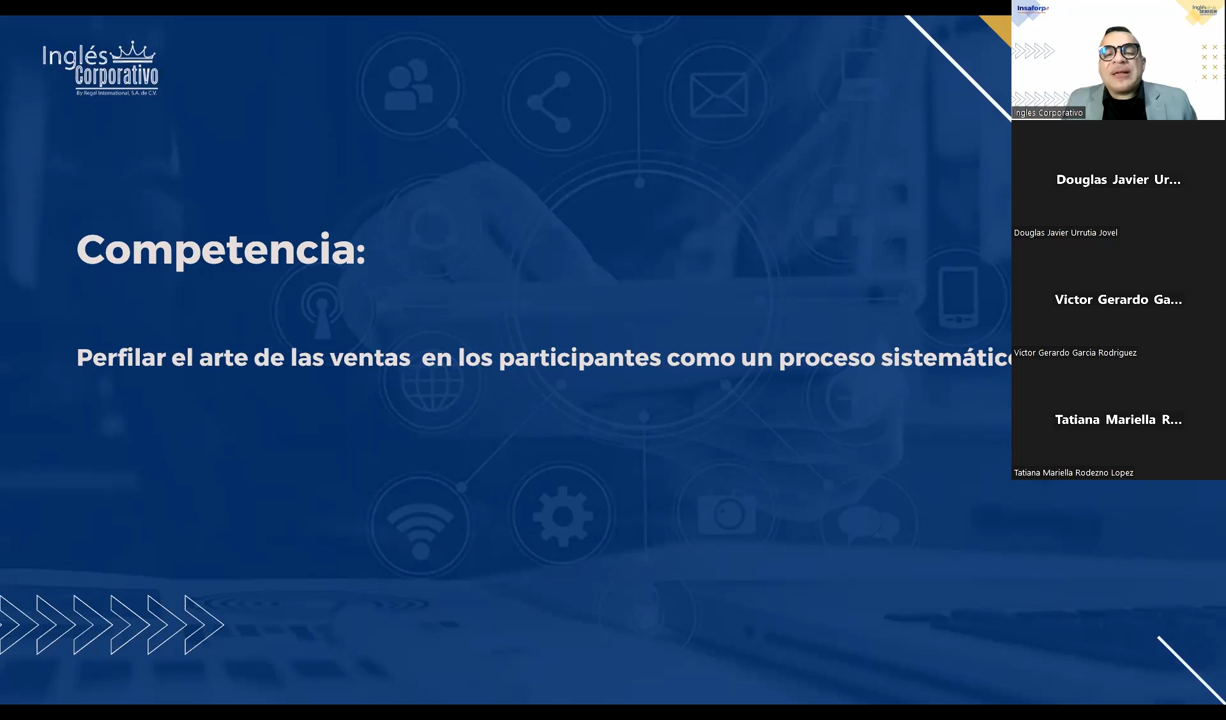 Inglés
Corporativo
By Regal International, S.A. de C.V.
Competencia:
Perfilar el arte de las ventas en los participantes como un proceso sistemático
Insaforp
Inglés
Ingles Corporativo
Douglas Javier Ur...
Douglas Javier Urrutia Jovel
Victor Gerardo Ga...
Victor Gerardo Garcia Rodriguez
Tatiana Mariella R...
Tatiana Mariella Rodezno Lopez